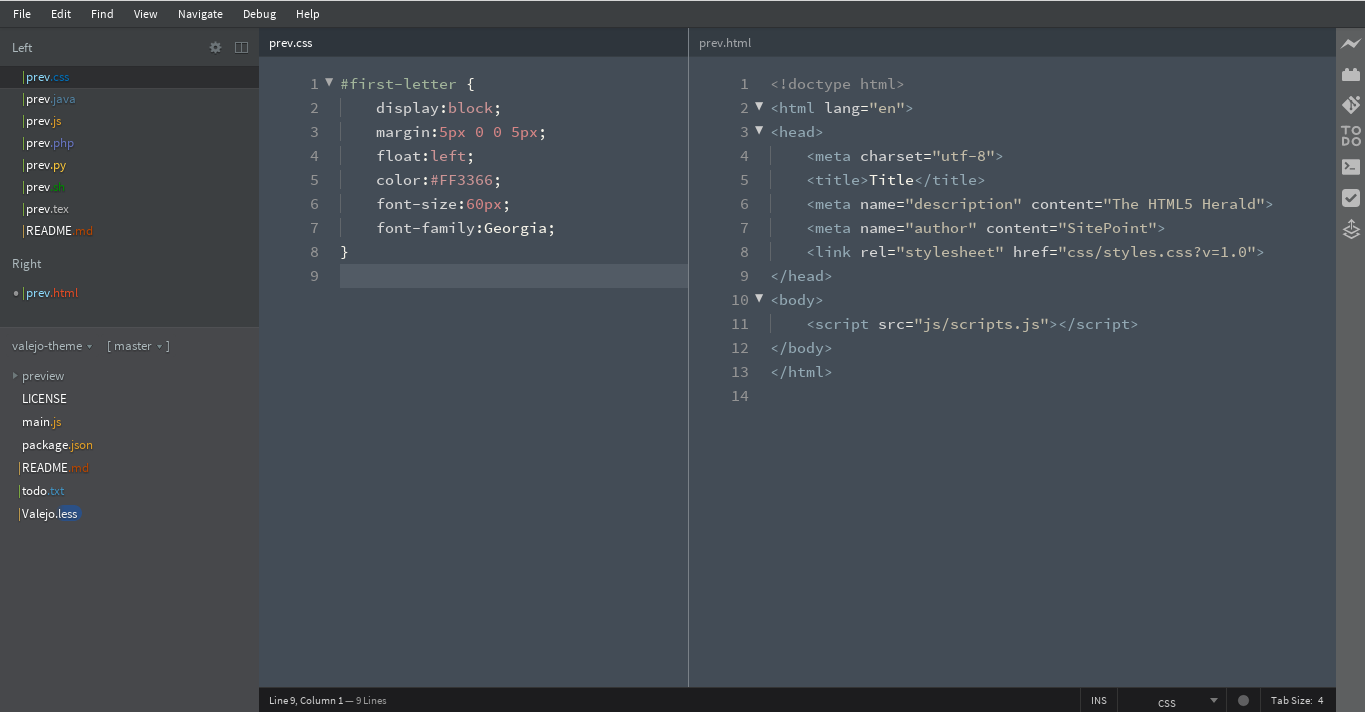 File Edit Find View Navigate Debug Help
Left
prev.css
prev.java
prev.js
prev.php
prev.py
prev.sh
prev.tex
README.md
Right
prev.html
valejo-theme [ master ]
preview
LICENSE
main.js
package.json
README.md
todo.txt
Valejo.less
prev.css
1 #first-letter {
2 display:block;
3 margin:5px 0 0 5px;
4 float:left;
5 color:#FF3366;
6 font-size:60px;
7 font-family:Georgia;
8 }
9
prev.html
1 <!doctype html>
2 <html lang="en">
3 <head>
4 <meta charset="utf-8">
5 <title>Title</title>
6 <meta name="description" content="The HTML5 Herald">
7 <meta name="author" content="SitePoint">
8 <link rel="stylesheet" href="css/styles.css?v=1.0">
9 </head>
10 <body>
11 <script src="js/scripts.js"></script>
12 </body>
13 </html>
14
TO
DO
Line 9, Column 1 — 9 Lines
INS
CSS
Tab Size: 4